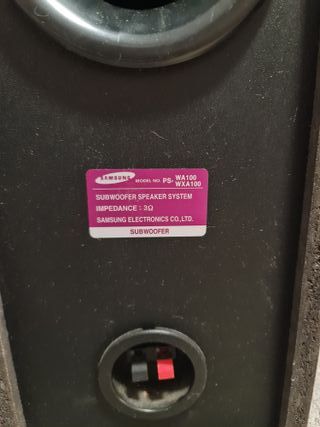 SAMSUNG MODEL NO. PS- WA100
WXA100
SUBWOOFER SPEAKER SYSTEM
IMPEDANCE : 3Ω
SAMSUNG ELECTRONICS CO.,LTD.
SUBWOOFER